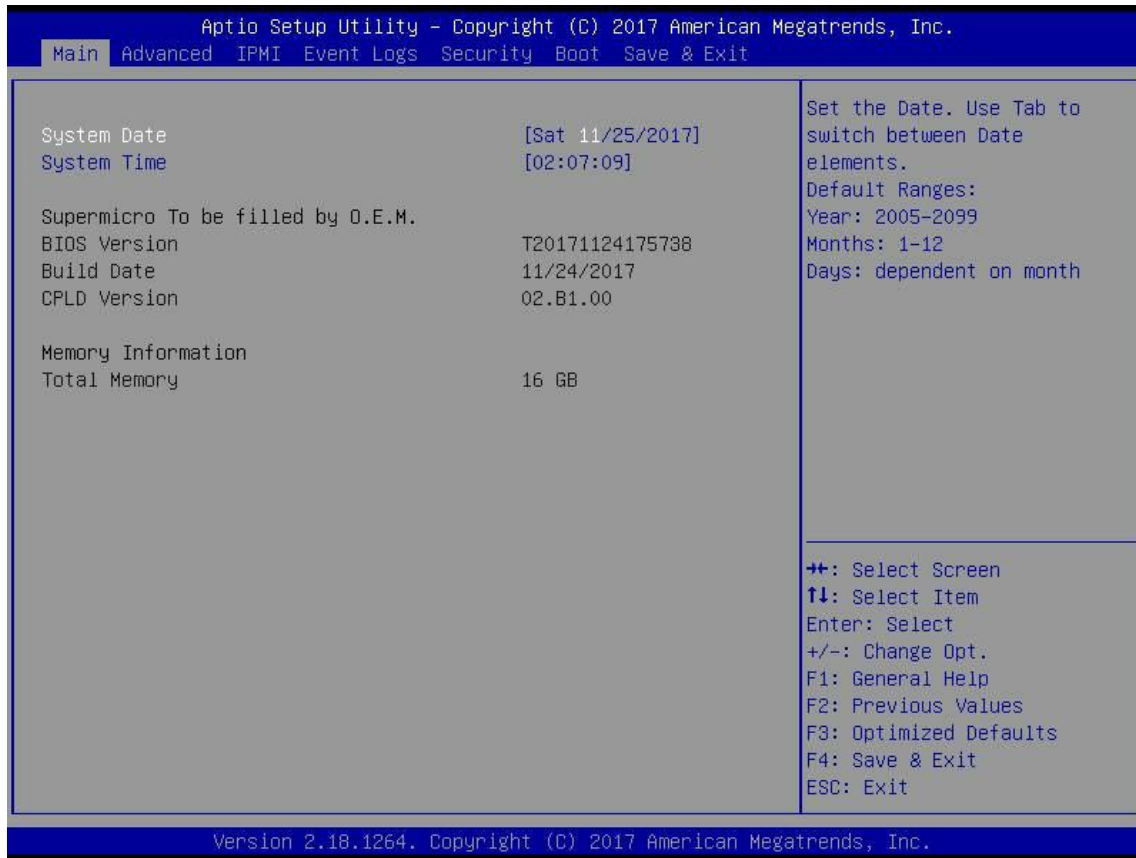 Aptio Setup Utility – Copyright (C) 2017 American Megatrends, Inc.
Main Advanced IPMI Event Logs Security Boot Save & Exit
System Date [Sat 11/25/2017]
System Time [02:07:09]
Supermicro To be filled by O.E.M.
BIOS Version T20171124175738
Build Date 11/24/2017
CPLD Version 02.B1.00
Memory Information
Total Memory 16 GB
Set the Date. Use Tab to
switch between Date
elements.
Default Ranges:
Year: 2005-2099
Months: 1-12
Days: dependent on month
→←: Select Screen
↑↓: Select Item
Enter: Select
+/-: Change Opt.
F1: General Help
F2: Previous Values
F3: Optimized Defaults
F4: Save & Exit
ESC: Exit
Version 2.18.1264. Copyright (C) 2017 American Megatrends, Inc.